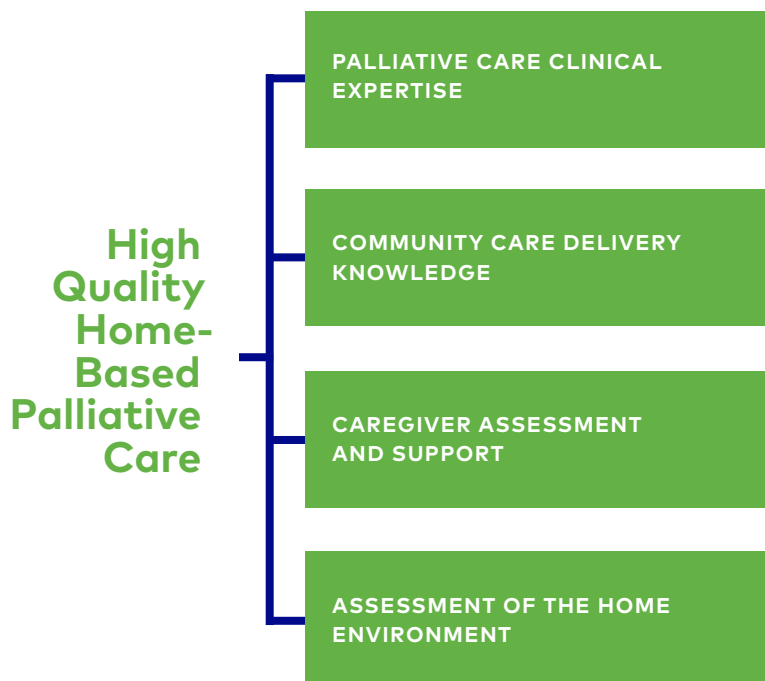 High
Quality
Home-
Based
Palliative
Care
PALLIATIVE CARE CLINICAL
EXPERTISE
COMMUNITY CARE DELIVERY
KNOWLEDGE
CAREGIVER ASSESSMENT
AND SUPPORT
ASSESSMENT OF THE HOME
ENVIRONMENT